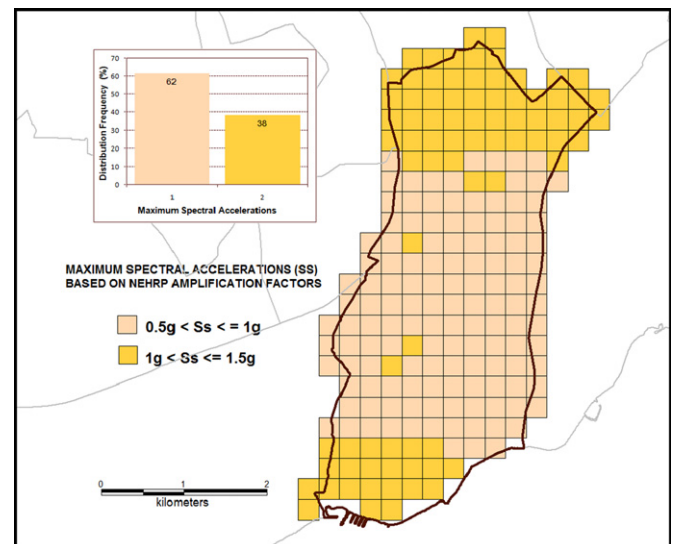 70
60
50
40
30
20
10
0
Distribution Frequency (%)
62
38
1
2
Maximum Spectral Accelerations
MAXIMUM SPECTRAL ACCELERATIONS (SS)
BASED ON NEHRP AMPLIFICATION FACTORS
0.5g < Ss < = 1g
1g < Ss <= 1.5g
0 1 2
kilometers